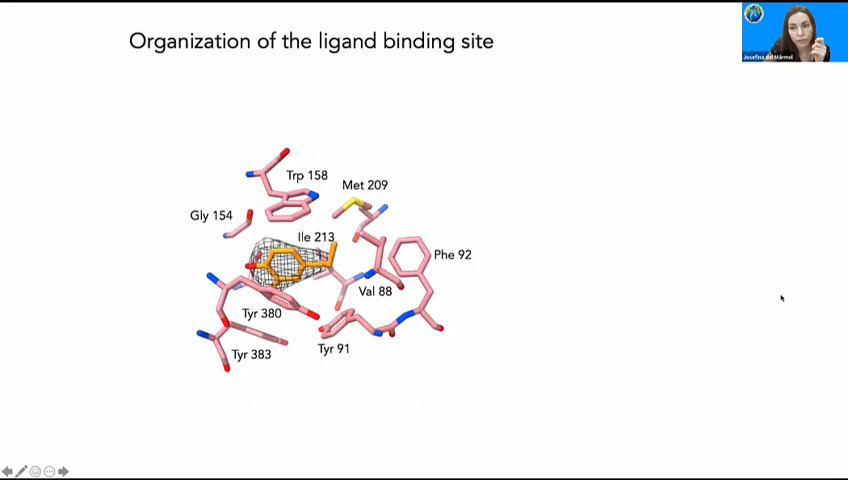 Organization of the ligand binding site
Josefina del Mármol
Trp 158
Met 209
Gly 154
Ile 213
Phe 92
Val 88
Tyr 380
Tyr 383
Tyr 91